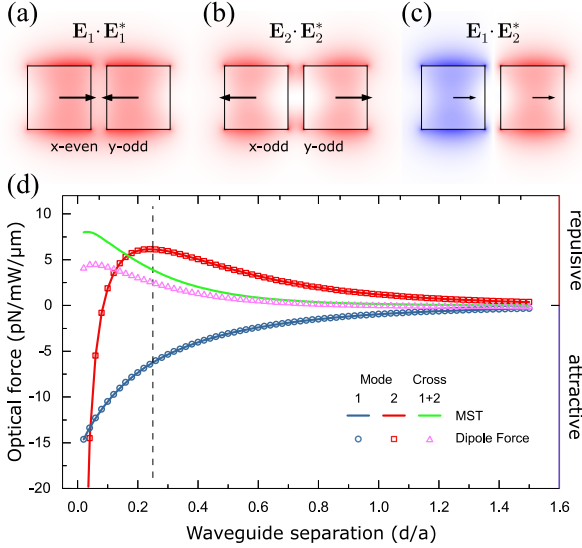 (a)
(b)
(c)
E₁·E₁*
E₂·E₂*
E₁·E₂*
x-even y-odd
x-odd y-odd
(d)
Optical force (pN/mW/μm)
10
5
0
-5
-10
-15
-20
0.0 0.2 0.4 0.6 0.8 1.0 1.2 1.4 1.6
Waveguide separation (d/a)
Mode Cross
1 2 1+2
MST
Dipole Force
repulsive
attractive